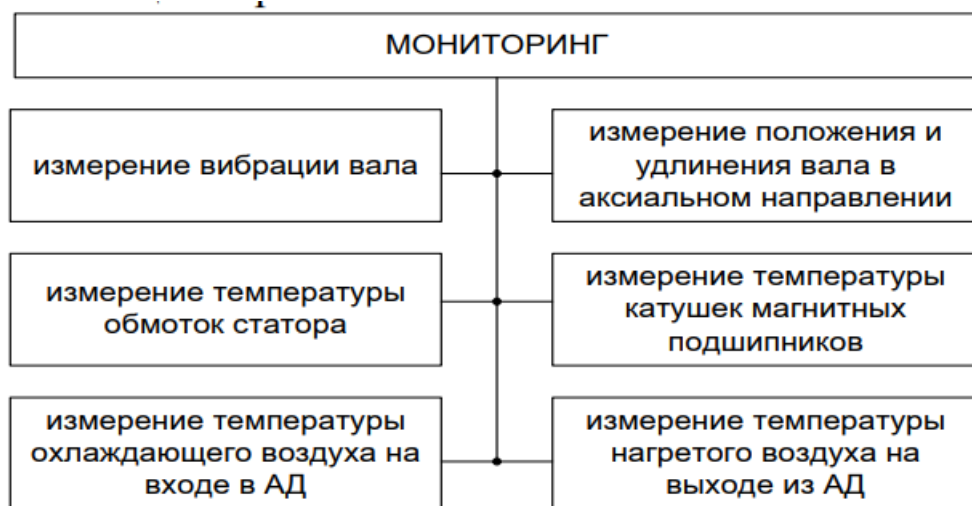 МОНИТОРИНГ
измерение вибрации вала
измерение положения и
удлинения вала в
аксиальном направлении
измерение температуры
обмоток статора
измерение температуры
катушек магнитных
подшипников
измерение температуры
охлаждающего воздуха на
входе в АД
измерение температуры
нагретого воздуха на
выходе из АД